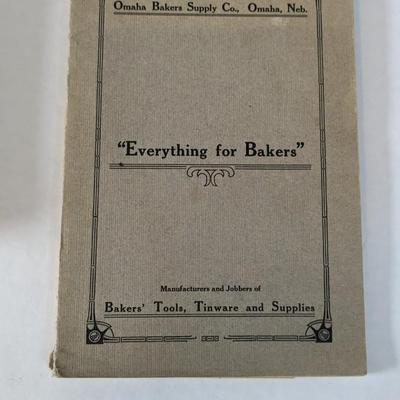 Omaha Bakers Supply Co., Omaha, Neb.
"Everything for Bakers"
Manufacturers and Jobbers of
Bakers' Tools, Tinware and Supplies